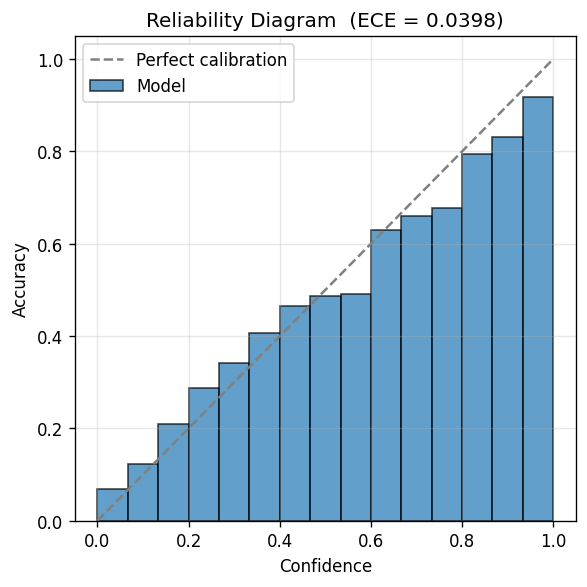 Reliability Diagram  (ECE = 0.0398)
Perfect calibration
Model
1.0
0.8
0.6
0.4
0.2
0.0
Accuracy
0.0 0.2 0.4 0.6 0.8 1.0
Confidence